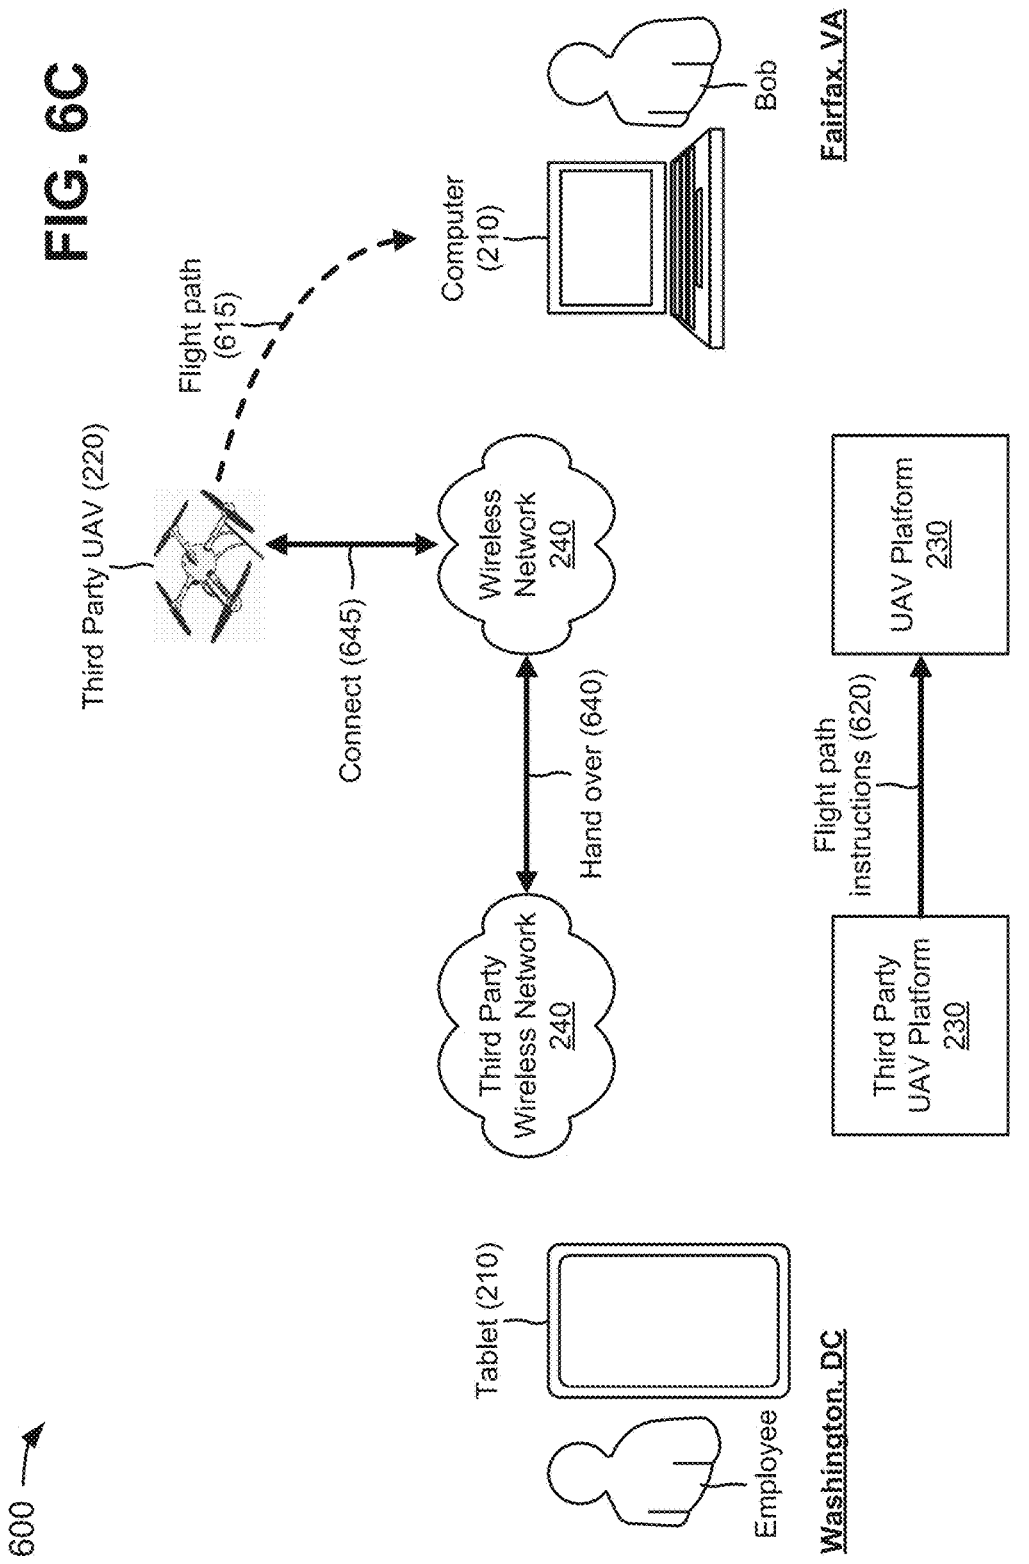 600
FIG. 6C
Third Party UAV (220)
Flight path
(615)
Connect (645)
Tablet (210)
Employee
Washington, DC
Third Party
Wireless Network
240
Hand over (640)
Wireless
Network
240
Computer
(210)
Bob
Fairfax, VA
Third Party
UAV Platform
230
Flight path
instructions (620)
UAV Platform
230